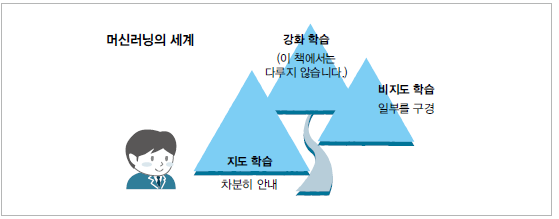 머신러닝의 세계
강화 학습
(이 책에서는
다루지 않습니다.)
비지도 학습
일부를 구경
지도 학습
차분히 안내